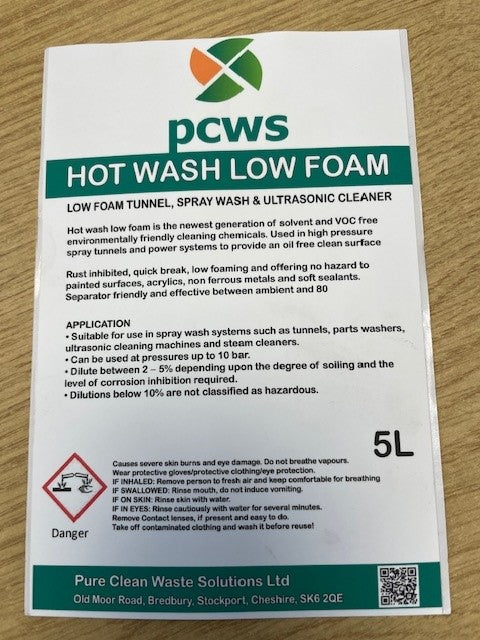 pcws
HOT WASH LOW FOAM
LOW FOAM TUNNEL, SPRAY WASH & ULTRASONIC CLEANER
Hot wash low foam is the newest generation of solvent and VOC free
environmentally friendly cleaning chemicals. Used in high pressure
spray tunnels and power systems to provide an oil free clean surface
Rust inhibited, quick break, low foaming and offering no hazard to
painted surfaces, acrylics, non ferrous metals and soft sealants.
Separator friendly and effective between ambient and 80
APPLICATION
• Suitable for use in spray wash systems such as tunnels, parts washers,
ultrasonic cleaning machines and steam cleaners.
• Can be used at pressures up to 10 bar.
• Dilute between 2 – 5% depending upon the degree of soiling and the
level of corrosion inhibition required.
• Dilutions below 10% are not classified as hazardous.
5L
Causes severe skin burns and eye damage. Do not breathe vapours.
Wear protective gloves/protective clothing/eye protection.
IF INHALED: Remove person to fresh air and keep comfortable for breathing
IF SWALLOWED: Rinse mouth, do not induce vomiting.
IF ON SKIN: Rinse skin with water.
IF IN EYES: Rinse cautiously with water for several minutes.
Remove Contact lenses, if present and easy to do.
Take off contaminated clothing and wash it before reuse!
Danger
Pure Clean Waste Solutions Ltd
Old Moor Road, Bredbury, Stockport, Cheshire, SK6 2QE